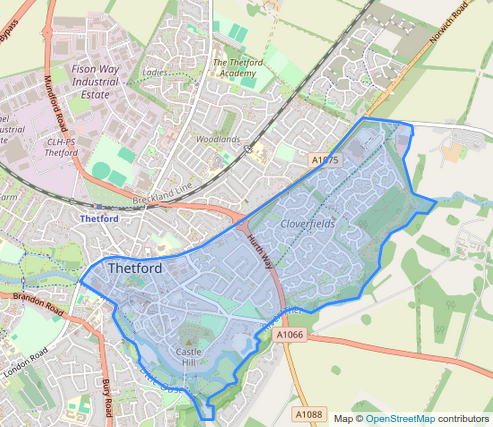 Bypass
Norwich Road
Ladies
The Thetford
Academy
Fison Way
Industrial
Estate
Mundford Road
Woodlands
CLH-PS
Thetford
Industrial
Estate
A1075
Breckland Line
Thetford
Cloverfields
Hurth Way
Thetford
Brandon Road
London Road
Castle
Hill
A1066
Bury Road
A1088
Map © OpenStreetMap contributors